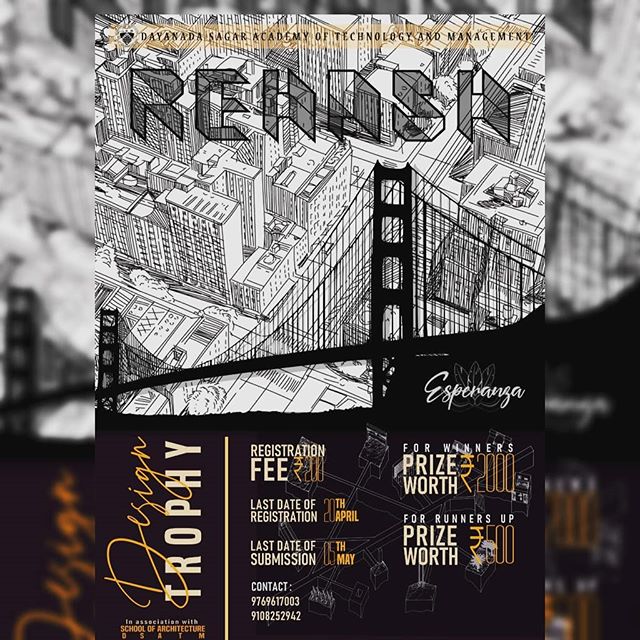 DAYANADA SAGAR ACADEMY OF TECHNOLOGY AND MANAGEMENT
REHASH
Esperanza
Design
TROPHY
In association with
SCHOOL OF ARCHITECTURE
DSATM
REGISTRATION
FEE ₹200
LAST DATE OF
REGISTRATION 20TH APRIL
LAST DATE OF
SUBMISSION 05TH MAY
CONTACT :
9769617003
9108252942
FOR WINNERS
PRIZE
WORTH ₹2000
FOR RUNNERS UP
PRIZE
WORTH ₹500